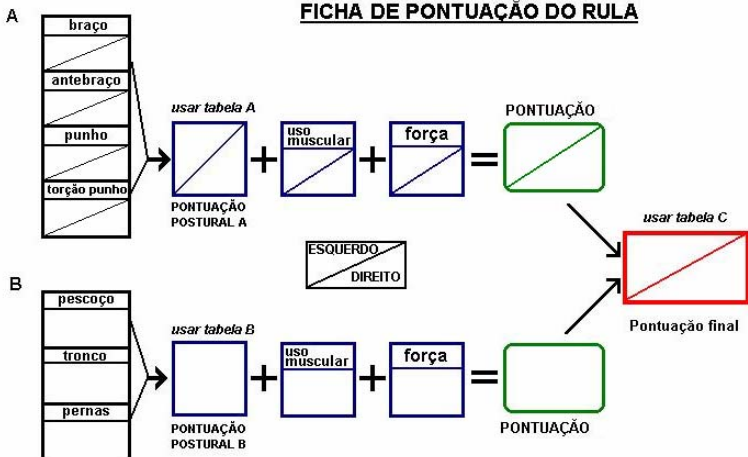 FICHA DE PONTUAÇÃO DO RULA
A
braço
antebraço
punho
torção punho
usar tabela A
PONTUAÇÃO
POSTURAL A
+
uso
muscular
+
força
=
PONTUAÇÃO
usar tabela C
Pontuação final
ESQUERDO
DIREITO
B
pescoço
tronco
pernas
usar tabela B
PONTUAÇÃO
POSTURAL B
+
uso
muscular
+
força
=
PONTUAÇÃO